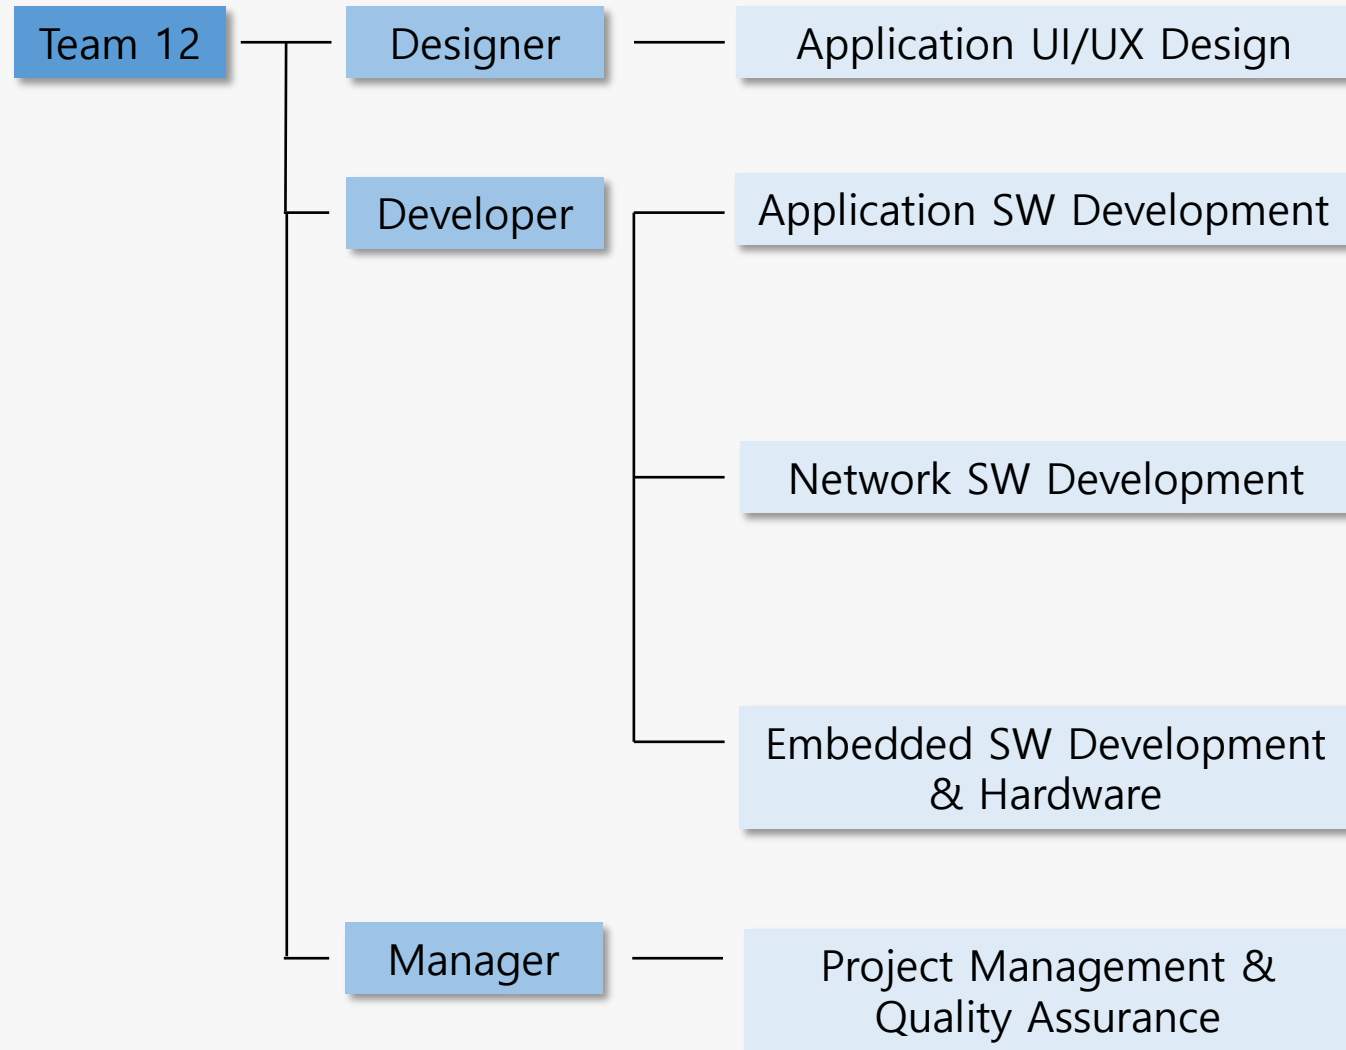 Team 12
Designer
Application UI/UX Design
Developer
Application SW Development
Network SW Development
Embedded SW Development
& Hardware
Manager
Project Management &
Quality Assurance